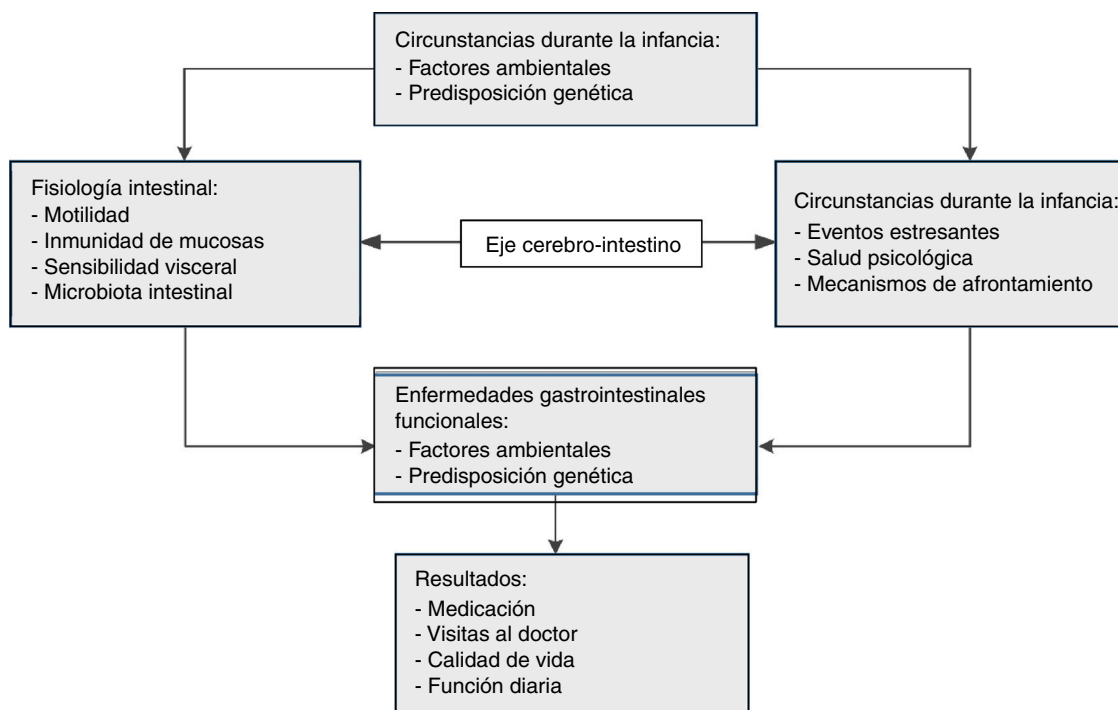 Circunstancias durante la infancia:
- Factores ambientales
- Predisposición genética
Fisiología intestinal:
- Motilidad
- Inmunidad de mucosas
- Sensibilidad visceral
- Microbiota intestinal
Eje cerebro-intestino
Circunstancias durante la infancia:
- Eventos estresantes
- Salud psicológica
- Mecanismos de afrontamiento
Enfermedades gastrointestinales
funcionales:
- Factores ambientales
- Predisposición genética
Resultados:
- Medicación
- Visitas al doctor
- Calidad de vida
- Función diaria